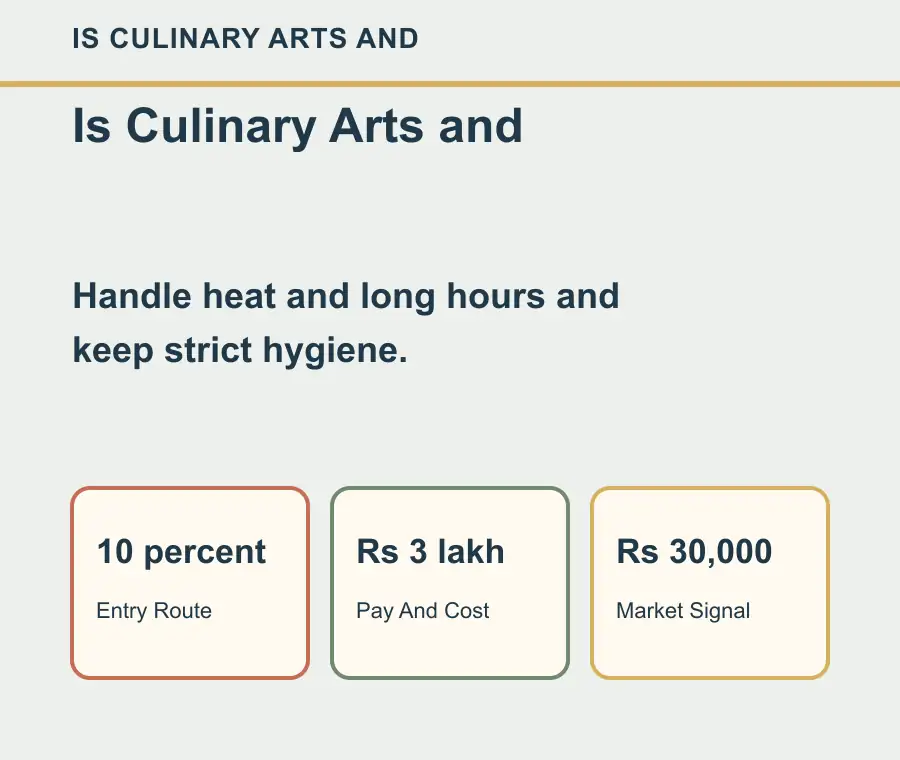 IS CULINARY ARTS AND
Is Culinary Arts and
Handle heat and long hours and
keep strict hygiene.
10 percent
Entry Route
Rs 3 lakh
Pay And Cost
Rs 30,000
Market Signal